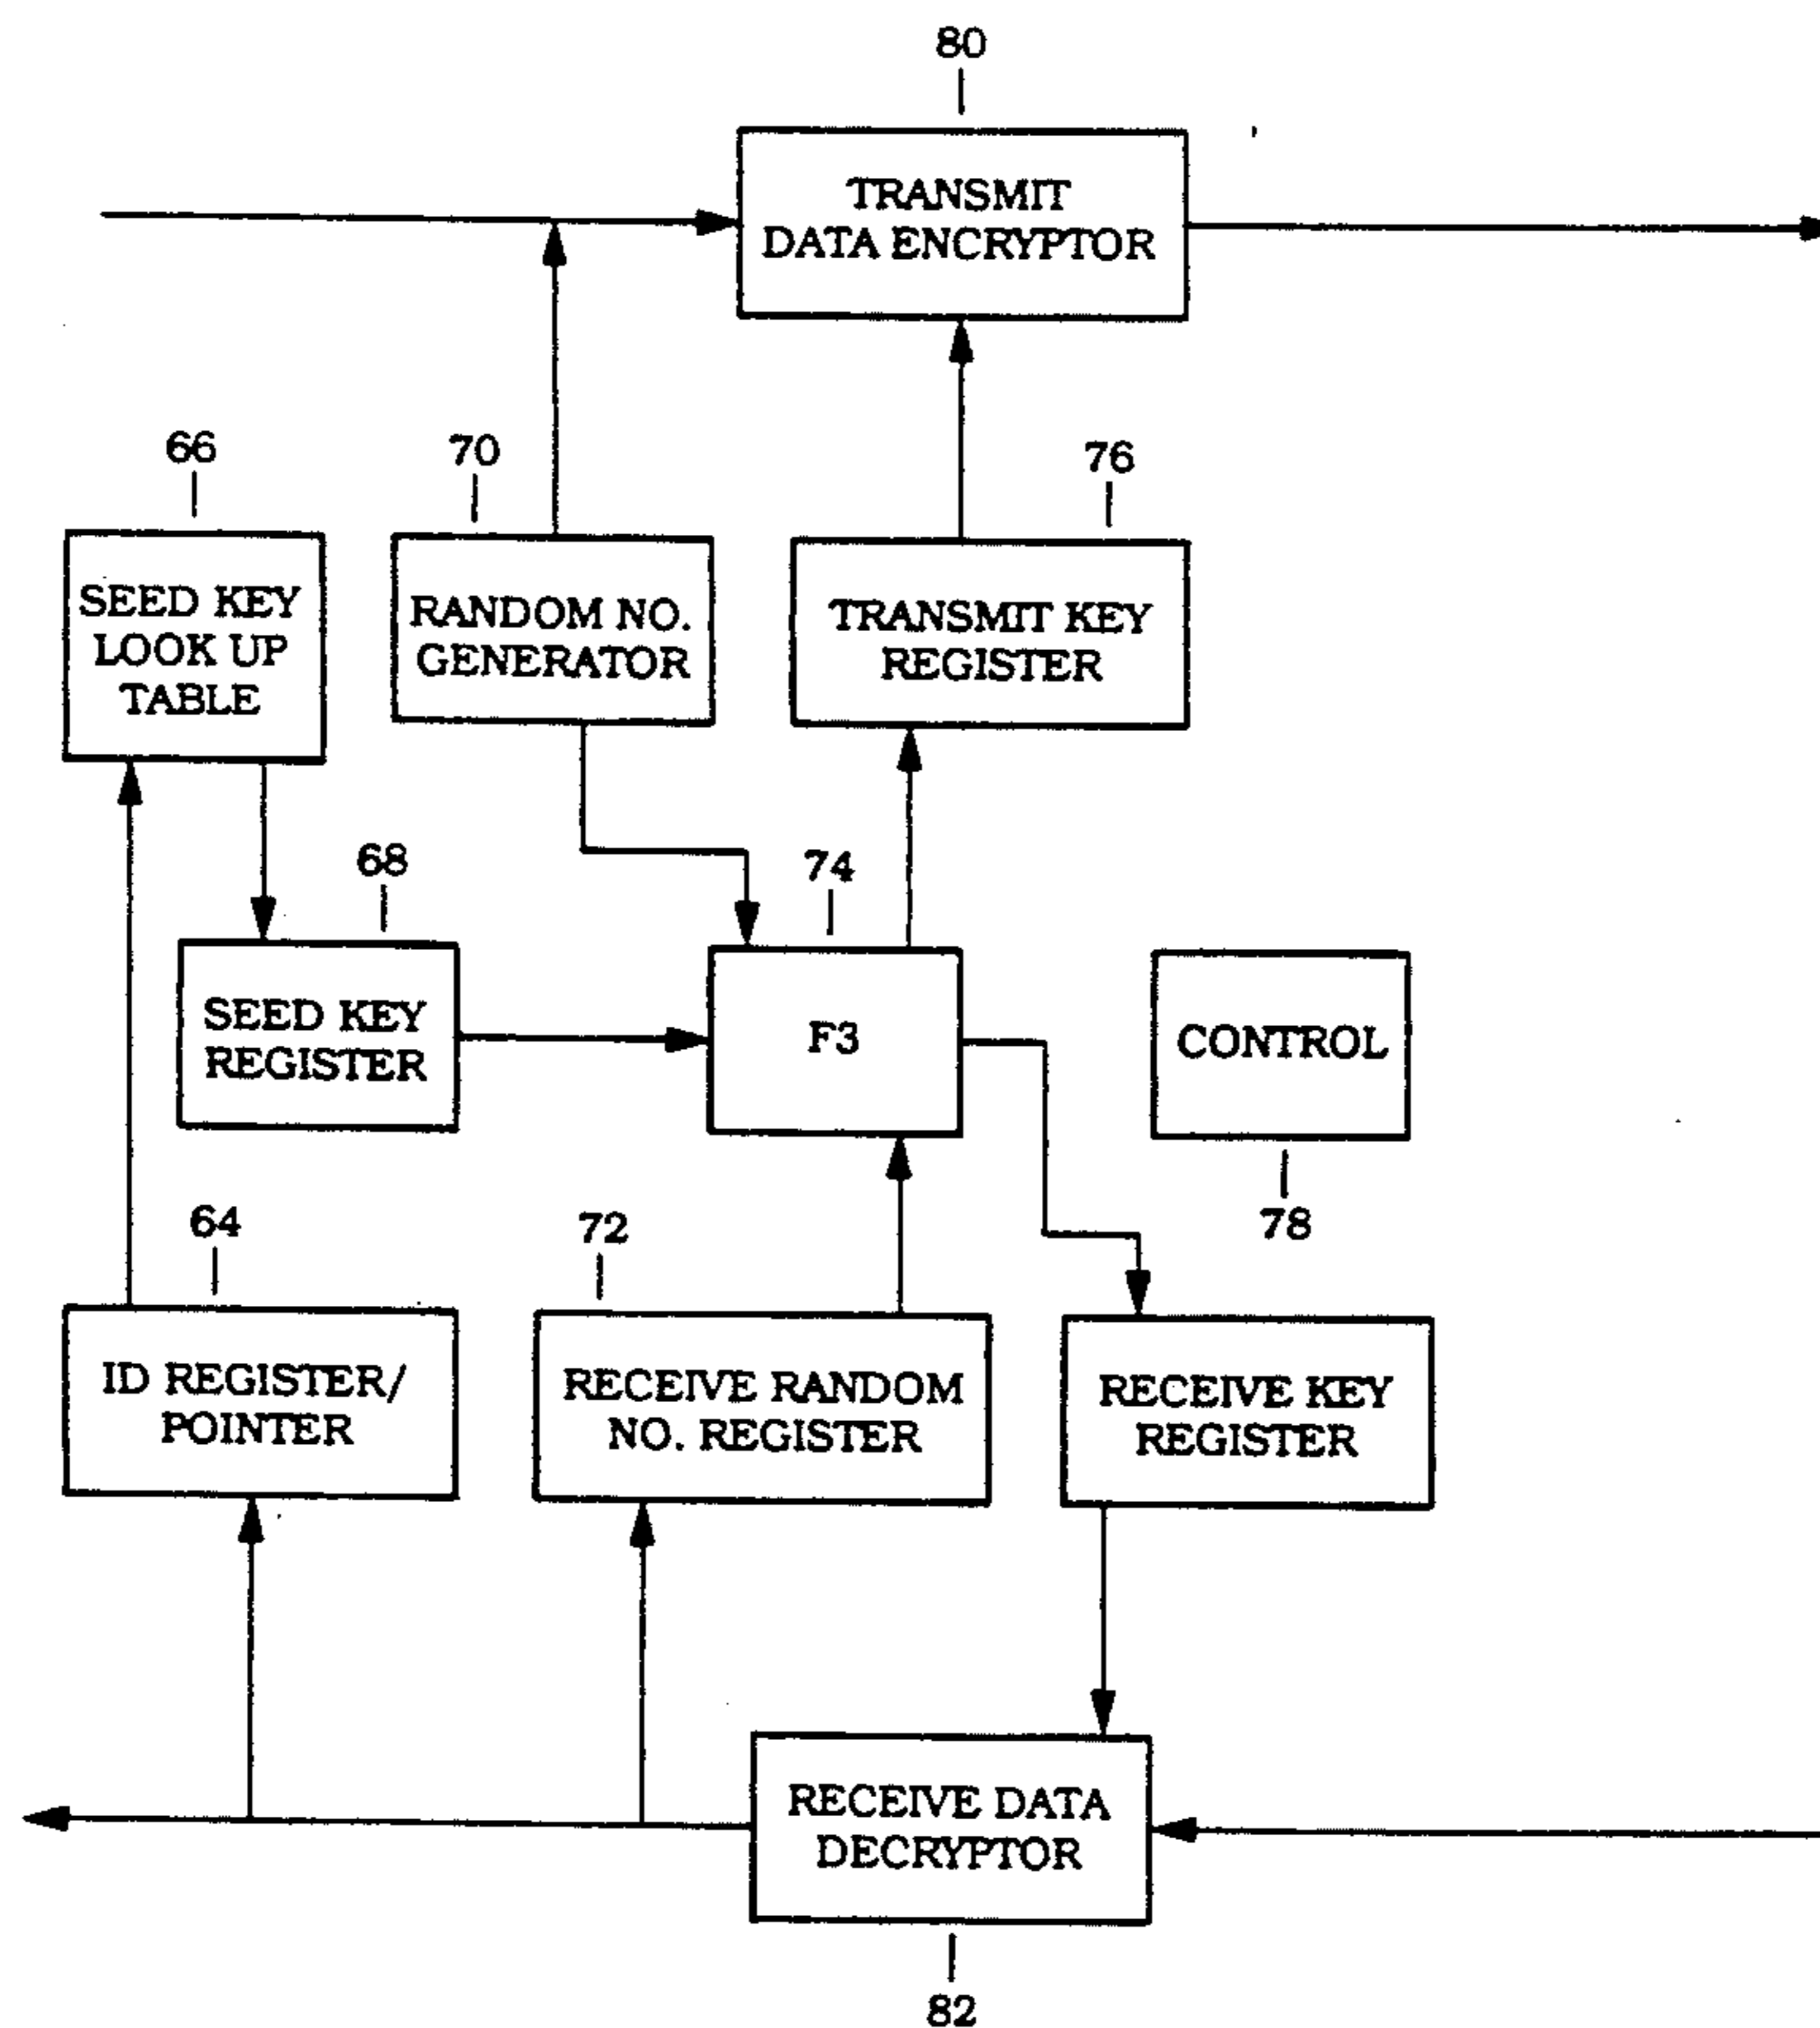 80
TRANSMIT
DATA ENCRYPTOR
66
70
76
SEED KEY
LOOK UP
TABLE
RANDOM NO.
GENERATOR
TRANSMIT KEY
REGISTER
68
74
SEED KEY
REGISTER
F3
CONTROL
78
64
72
ID REGISTER/
POINTER
RECEIVE RANDOM
NO. REGISTER
RECEIVE KEY
REGISTER
RECEIVE DATA
DECRYPTOR
82